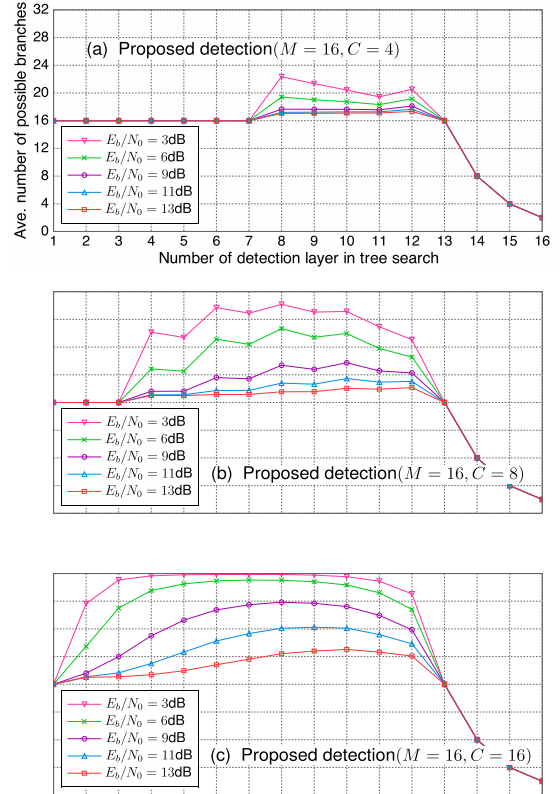 32
28
24
20
16
12
8
4
0
Ave. number of possible branches
(a) Proposed detection(M = 16, C = 4)
E_b/N_0 = 3dB
E_b/N_0 = 6dB
E_b/N_0 = 9dB
E_b/N_0 = 11dB
E_b/N_0 = 13dB
1 2 3 4 5 6 7 8 9 10 11 12 13 14 15 16
Number of detection layer in tree search
E_b/N_0 = 3dB
E_b/N_0 = 6dB
E_b/N_0 = 9dB
E_b/N_0 = 11dB
E_b/N_0 = 13dB
(b) Proposed detection(M = 16, C = 8)
E_b/N_0 = 3dB
E_b/N_0 = 6dB
E_b/N_0 = 9dB
E_b/N_0 = 11dB
E_b/N_0 = 13dB
(c) Proposed detection(M = 16, C = 16)